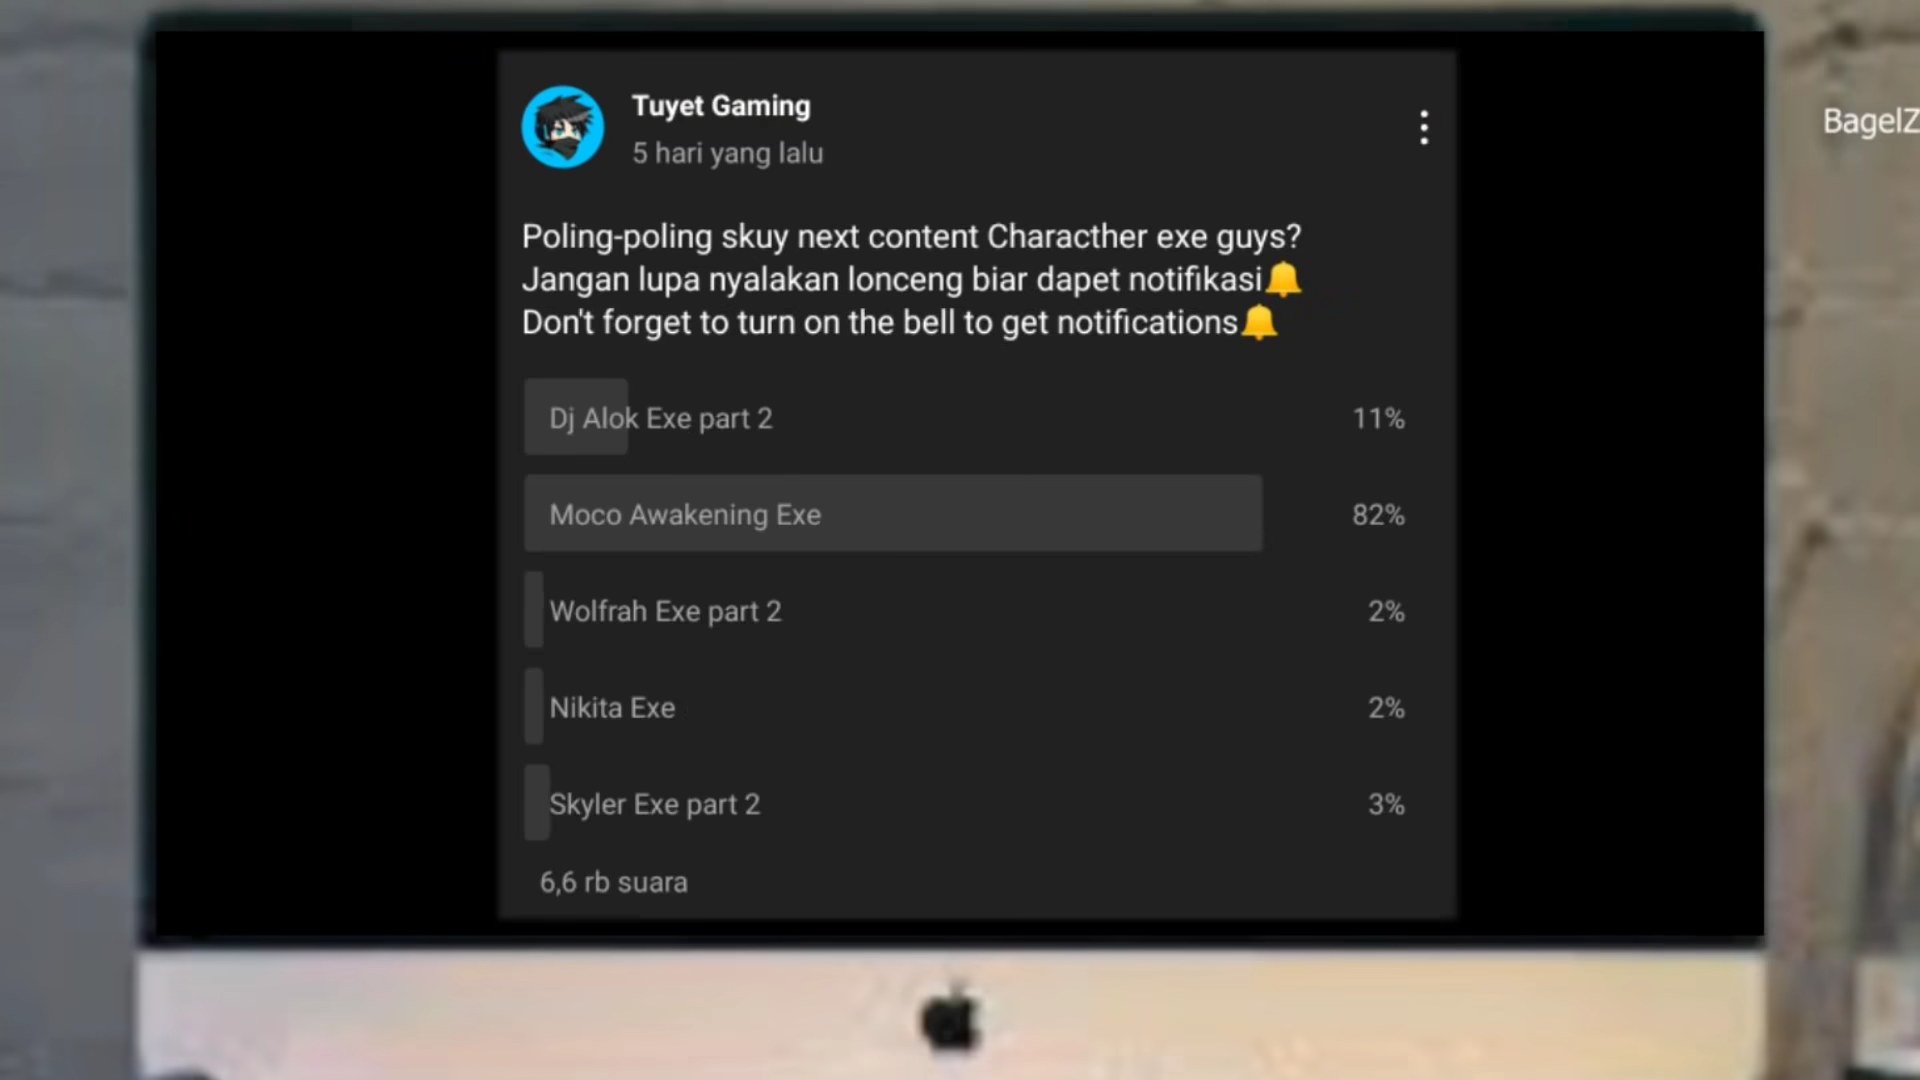 Tuyet Gaming
5 hari yang lalu
BagelZ
Poling-poling skuy next content Characther exe guys?
Jangan lupa nyalakan lonceng biar dapet notifikasi🔔
Don't forget to turn on the bell to get notifications🔔
Dj Alok Exe part 2 11%
Moco Awakening Exe 82%
Wolfrah Exe part 2 2%
Nikita Exe 2%
Skyler Exe part 2 3%
6,6 rb suara